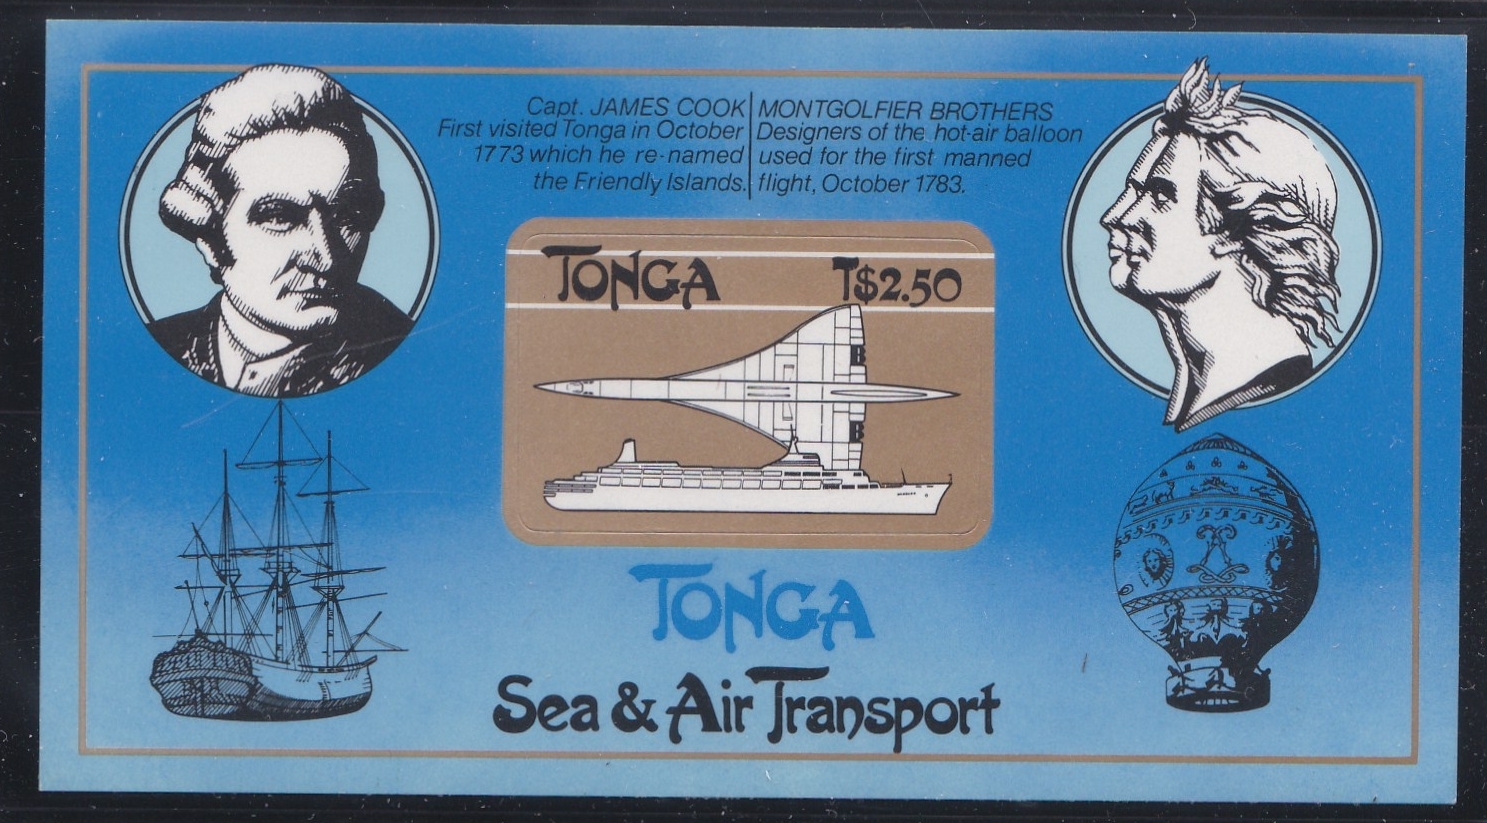 Capt. JAMES COOK
First visited Tonga in October
1773 which he re-named
the Friendly Islands.
MONTGOLFIER BROTHERS
Designers of the hot-air balloon
used for the first manned
flight, October 1783.
TONGA T$2.50
B
B
TONGA
Sea & Air Transport